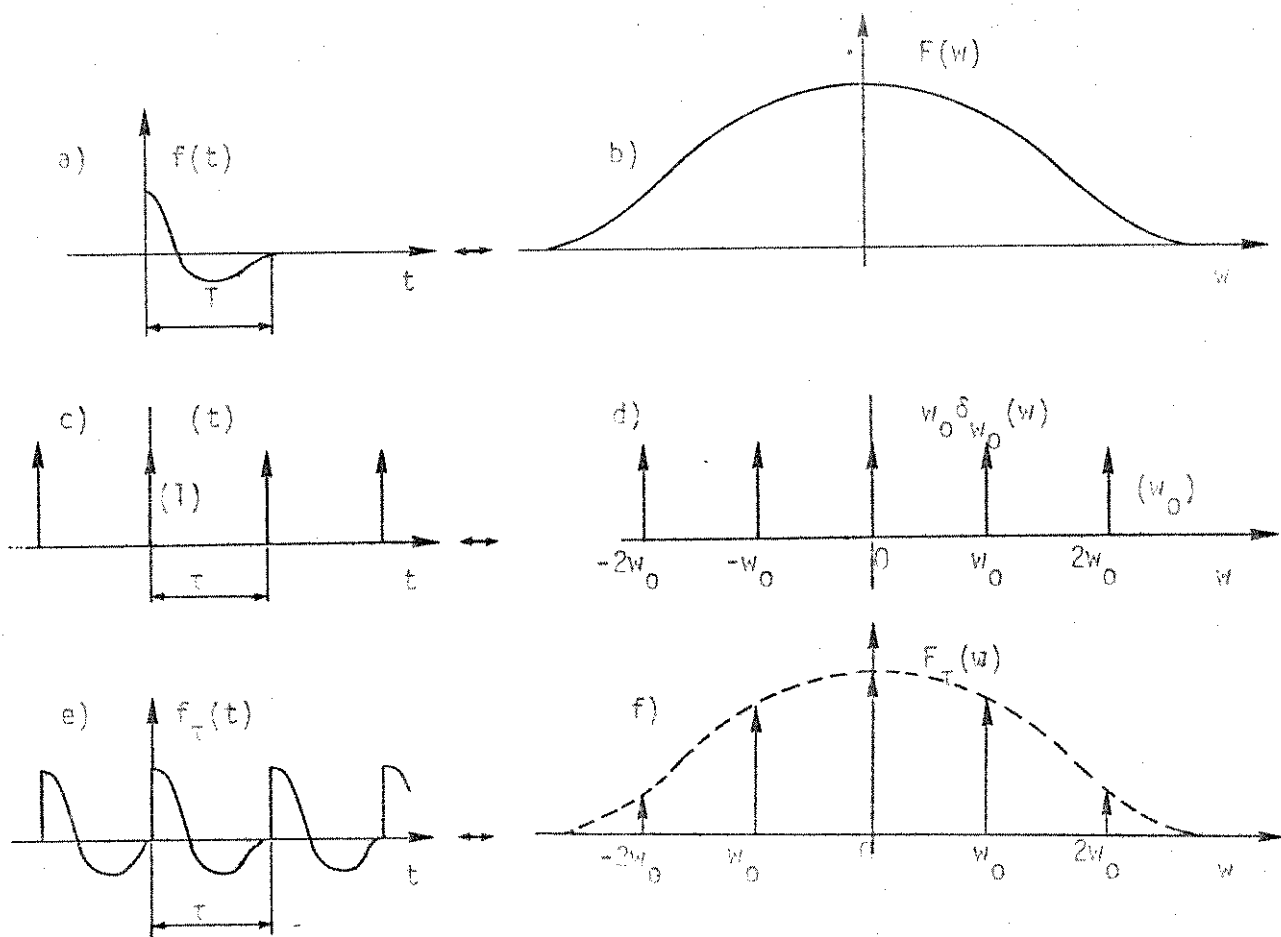 F(w)
a) f(t)
b)
T
t
w
c) (t)
d) w₀δw₀(w)
(1)
(w₀)
-2w₀ -w₀ 0 w₀ 2w₀
t
w
τ
e) fτ(t)
f) Fτ(w)
-2w₀ w₀ 0 w₀ 2w₀
t
w
τ